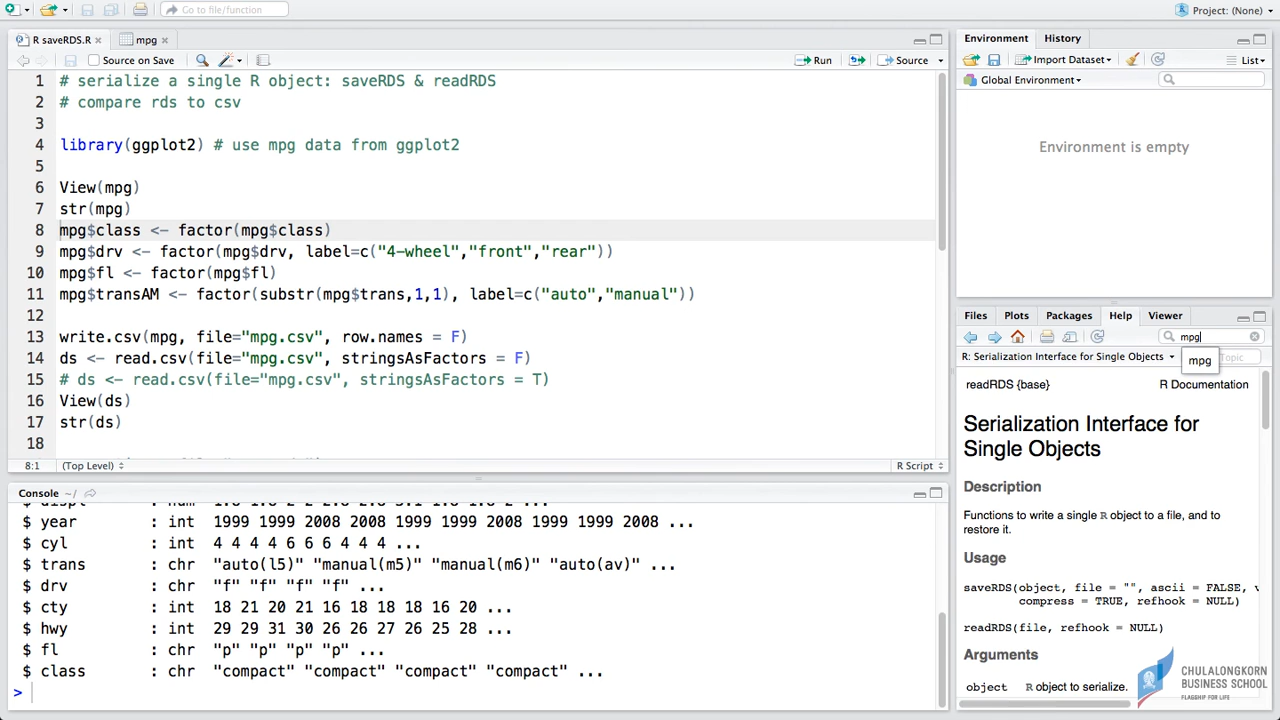 Go to file/function
Project: (None)
R saveRDS.R
mpg
Source on Save
Run
Source
1 # serialize a single R object: saveRDS & readRDS
2 # compare rds to csv
3
4 library(ggplot2) # use mpg data from ggplot2
5
6 View(mpg)
7 str(mpg)
8 mpg$class <- factor(mpg$class)
9 mpg$drv <- factor(mpg$drv, label=c("4-wheel","front","rear"))
10 mpg$fl <- factor(mpg$fl)
11 mpg$transAM <- factor(substr(mpg$trans,1,1), label=c("auto","manual"))
12
13 write.csv(mpg, file="mpg.csv", row.names = F)
14 ds <- read.csv(file="mpg.csv", stringsAsFactors = F)
15 # ds <- read.csv(file="mpg.csv", stringsAsFactors = T)
16 View(ds)
17 str(ds)
18
8:1 (Top Level) R Script
Console ~/
$ year : int 1999 1999 2008 2008 1999 1999 2008 1999 1999 2008 ...
$ cyl : int 4 4 4 4 6 6 6 4 4 4 ...
$ trans : chr "auto(l5)" "manual(m5)" "manual(m6)" "auto(av)" ...
$ drv : chr "f" "f" "f" "f" ...
$ cty : int 18 21 20 21 16 18 18 18 16 20 ...
$ hwy : int 29 29 31 30 26 26 27 26 25 28 ...
$ fl : chr "p" "p" "p" "p" ...
$ class : chr "compact" "compact" "compact" "compact" ...
>
Environment History
Import Dataset List
Global Environment
Environment is empty
Files Plots Packages Help Viewer
mpg
R: Serialization Interface for Single Objects Topic
mpg
readRDS {base} R Documentation
Serialization Interface for
Single Objects
Description
Functions to write a single R object to a file, and to
restore it.
Usage
saveRDS(object, file = "", ascii = FALSE,
compress = TRUE, refhook = NULL)
readRDS(file, refhook = NULL)
Arguments
object R object to serialize.
CHULALONGKORN
BUSINESS SCHOOL
FLAGSHIP FOR LIFE